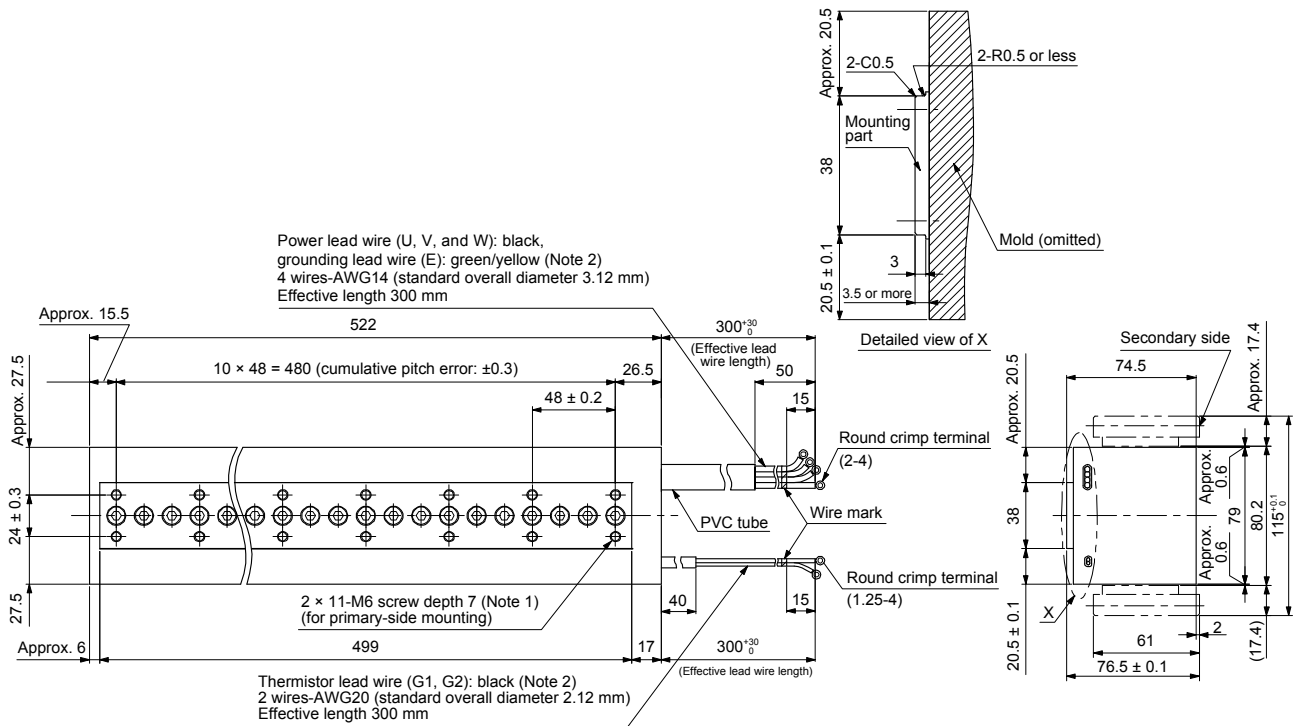 Approx. 20.5
2-C0.5
2-R0.5 or less
Mounting
part
38
Mold (omitted)
20.5 ± 0.1
3
3.5 or more
Detailed view of X
Power lead wire (U, V, and W): black,
grounding lead wire (E): green/yellow (Note 2)
4 wires-AWG14 (standard overall diameter 3.12 mm)
Effective length 300 mm
Approx. 15.5
522
300 +30 0
(Effective lead
wire length)
10 × 48 = 480 (cumulative pitch error: ±0.3)
26.5
50
48 ± 0.2
15
Approx. 27.5
24 ± 0.3
27.5
Round crimp terminal
(2-4)
PVC tube
Wire mark
Round crimp terminal
(1.25-4)
2 × 11-M6 screw depth 7 (Note 1)
(for primary-side mounting)
40
15
Approx. 6
499
17
300 +30 0
(Effective lead wire length)
Thermistor lead wire (G1, G2): black (Note 2)
2 wires-AWG20 (standard overall diameter 2.12 mm)
Effective length 300 mm
Secondary side
74.5
Approx. 17.4
Approx. 20.5
38
20.5 ± 0.1
Approx.
0.6
Approx.
0.6
79
80.2
115 +0.1 0
X
2
61
(17.4)
76.5 ± 0.1